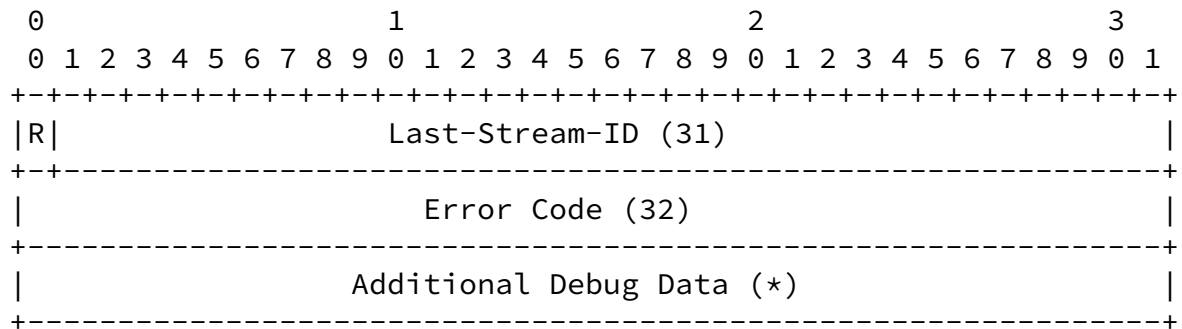 0                   1                   2                   3
 0 1 2 3 4 5 6 7 8 9 0 1 2 3 4 5 6 7 8 9 0 1 2 3 4 5 6 7 8 9 0 1
+-+-+-+-+-+-+-+-+-+-+-+-+-+-+-+-+-+-+-+-+-+-+-+-+-+-+-+-+-+-+-+-+
|R|                  Last-Stream-ID (31)                        |
+-+-------------------------------------------------------------+
|                      Error Code (32)                          |
+---------------------------------------------------------------+
|                  Additional Debug Data (*)                    |
+---------------------------------------------------------------+